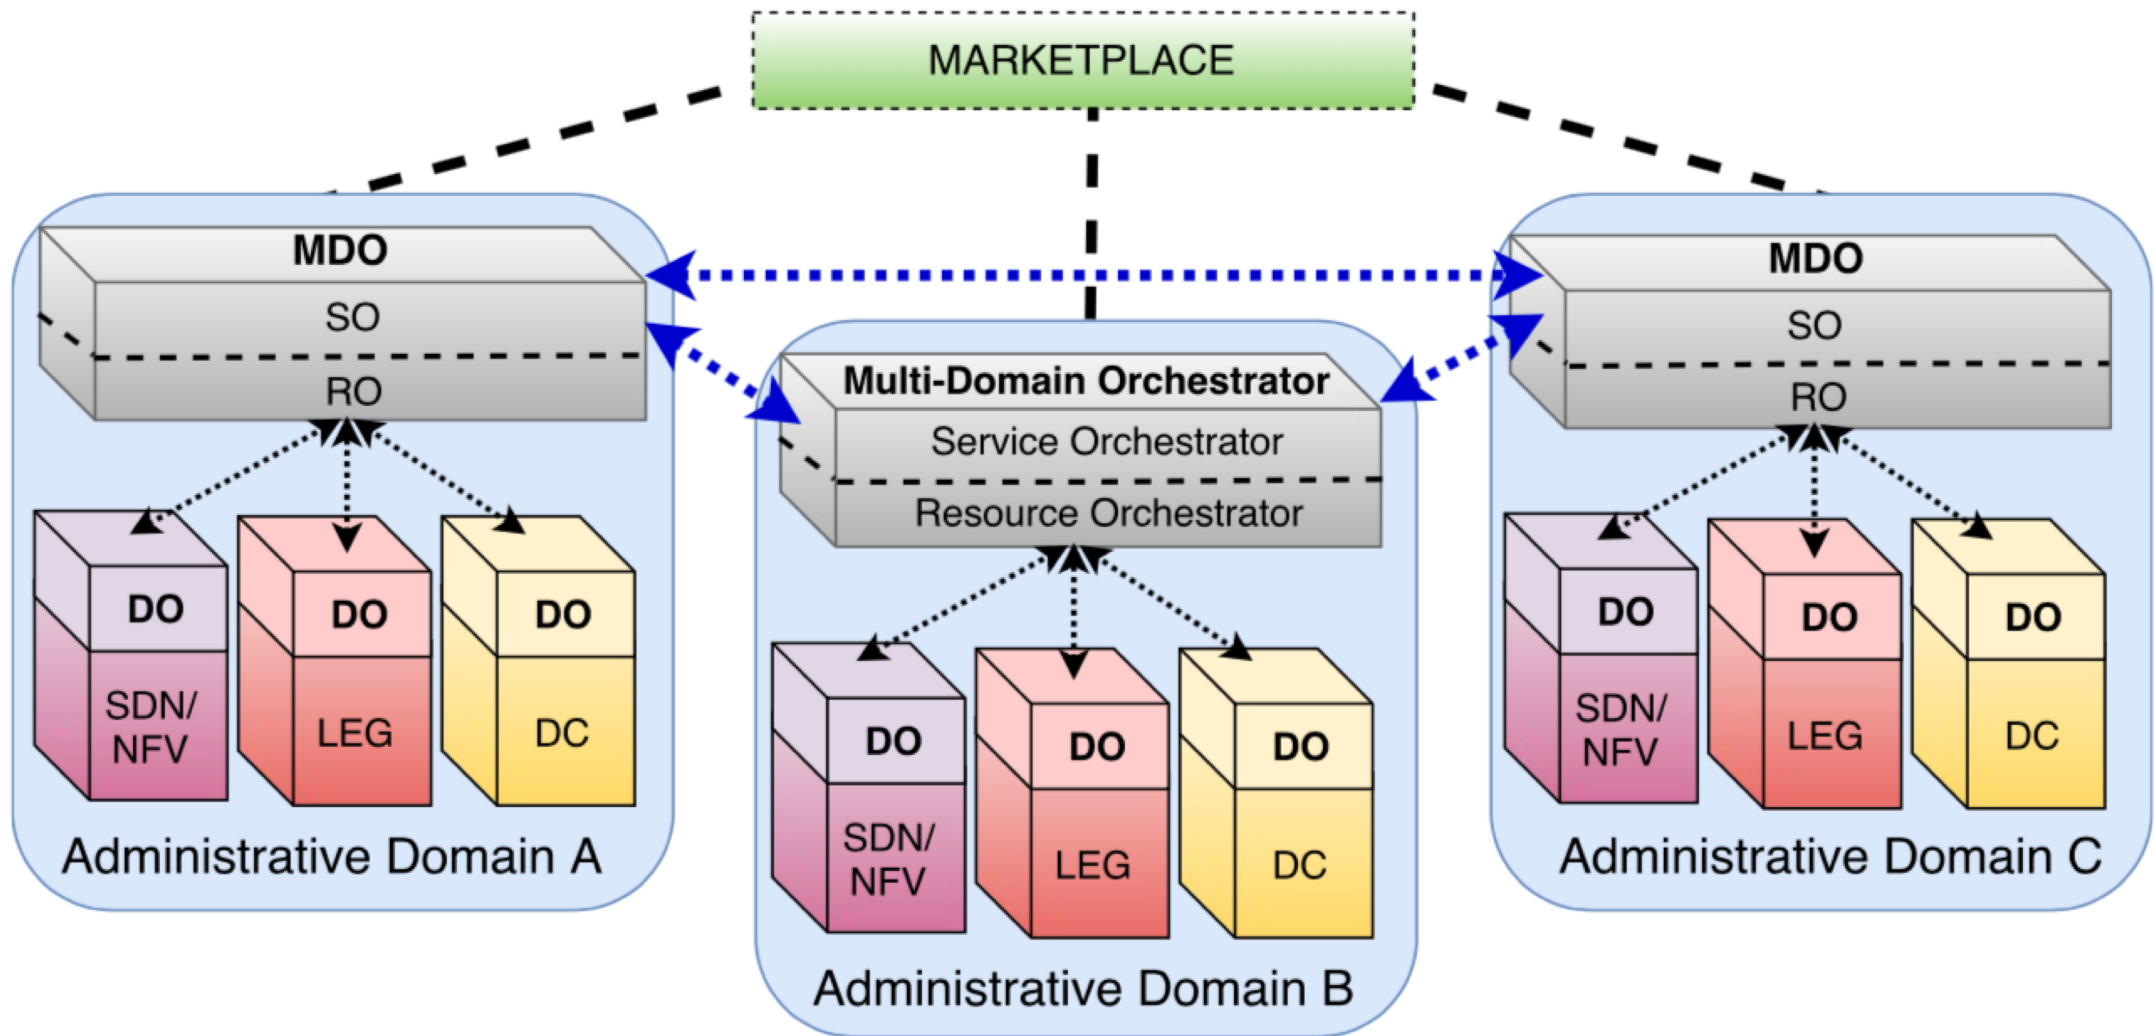 MARKETPLACE
MDO
SO
RO
DO
DO
DO
SDN/
NFV
LEG
DC
Administrative Domain A
Multi-Domain Orchestrator
Service Orchestrator
Resource Orchestrator
DO
DO
DO
SDN/
NFV
LEG
DC
Administrative Domain B
MDO
SO
RO
DO
DO
DO
SDN/
NFV
LEG
DC
Administrative Domain C